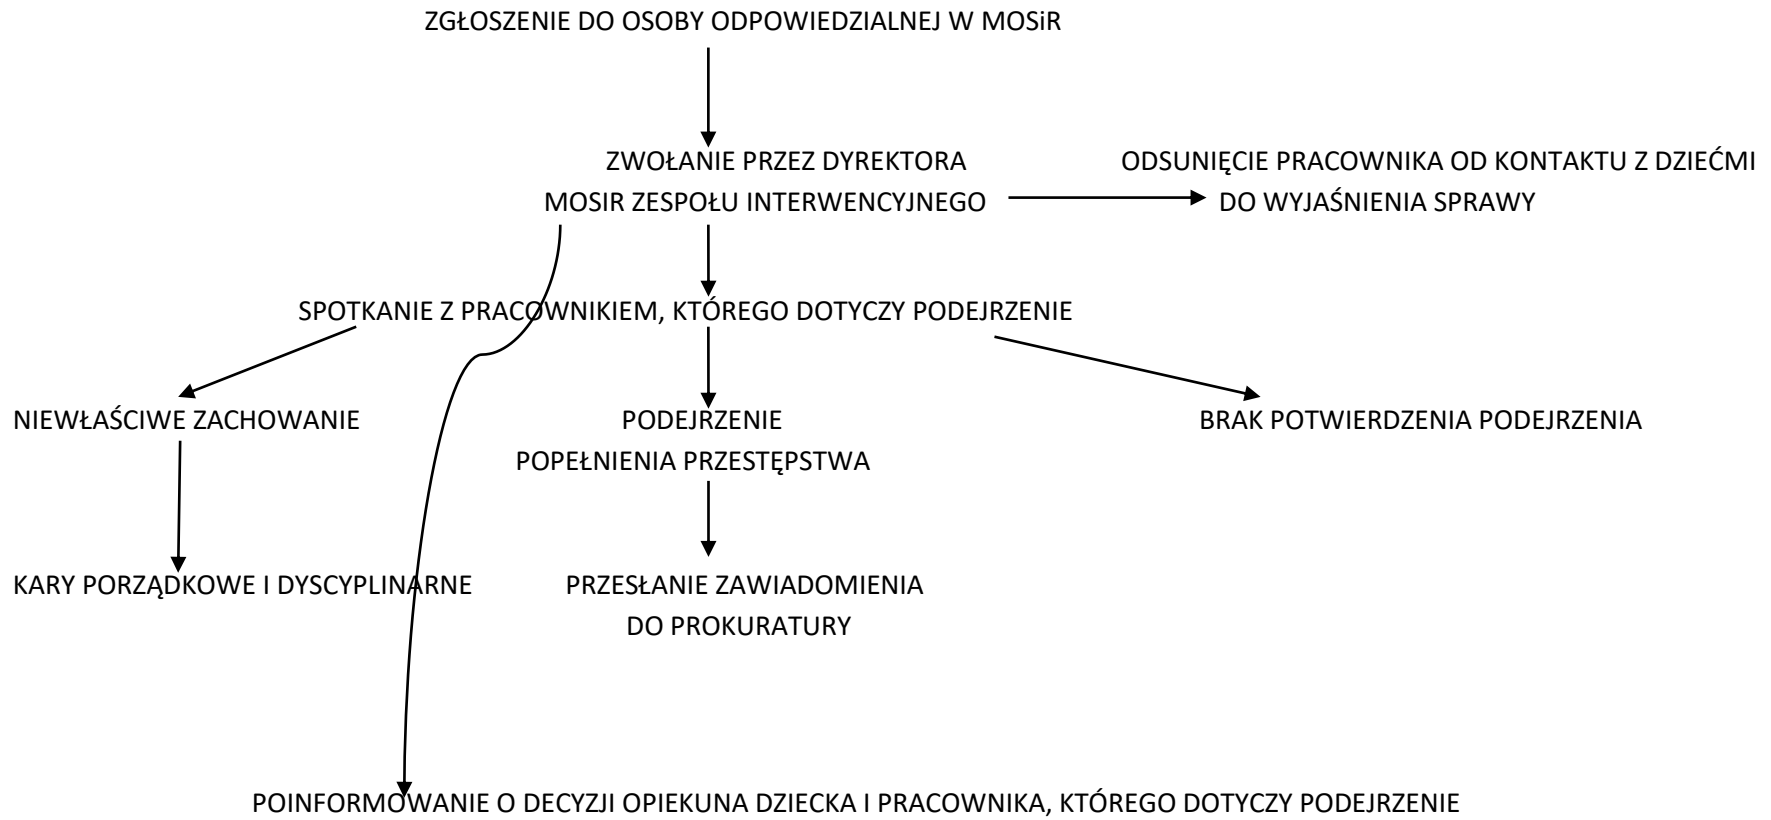 ZGŁOSZENIE DO OSOBY ODPOWIEDZIALNEJ W MOSiR
ZWOŁANIE PRZEZ DYREKTORA
MOSIR ZESPOŁU INTERWENCYJNEGO
ODSUNIĘCIE PRACOWNIKA OD KONTAKTU Z DZIEĆMI
DO WYJAŚNIENIA SPRAWY
SPOTKANIE Z PRACOWNIKIEM, KTÓREGO DOTYCZY PODEJRZENIE
NIEWŁAŚCIWE ZACHOWANIE
PODEJRZENIE
POPEŁNIENIA PRZESTĘPSTWA
BRAK POTWIERDZENIA PODEJRZENIA
KARY PORZĄDKOWE I DYSCYPLINARNE
PRZESŁANIE ZAWIADOMIENIA
DO PROKURATURY
POINFORMOWANIE O DECYZJI OPIEKUNA DZIECKA I PRACOWNIKA, KTÓREGO DOTYCZY PODEJRZENIE